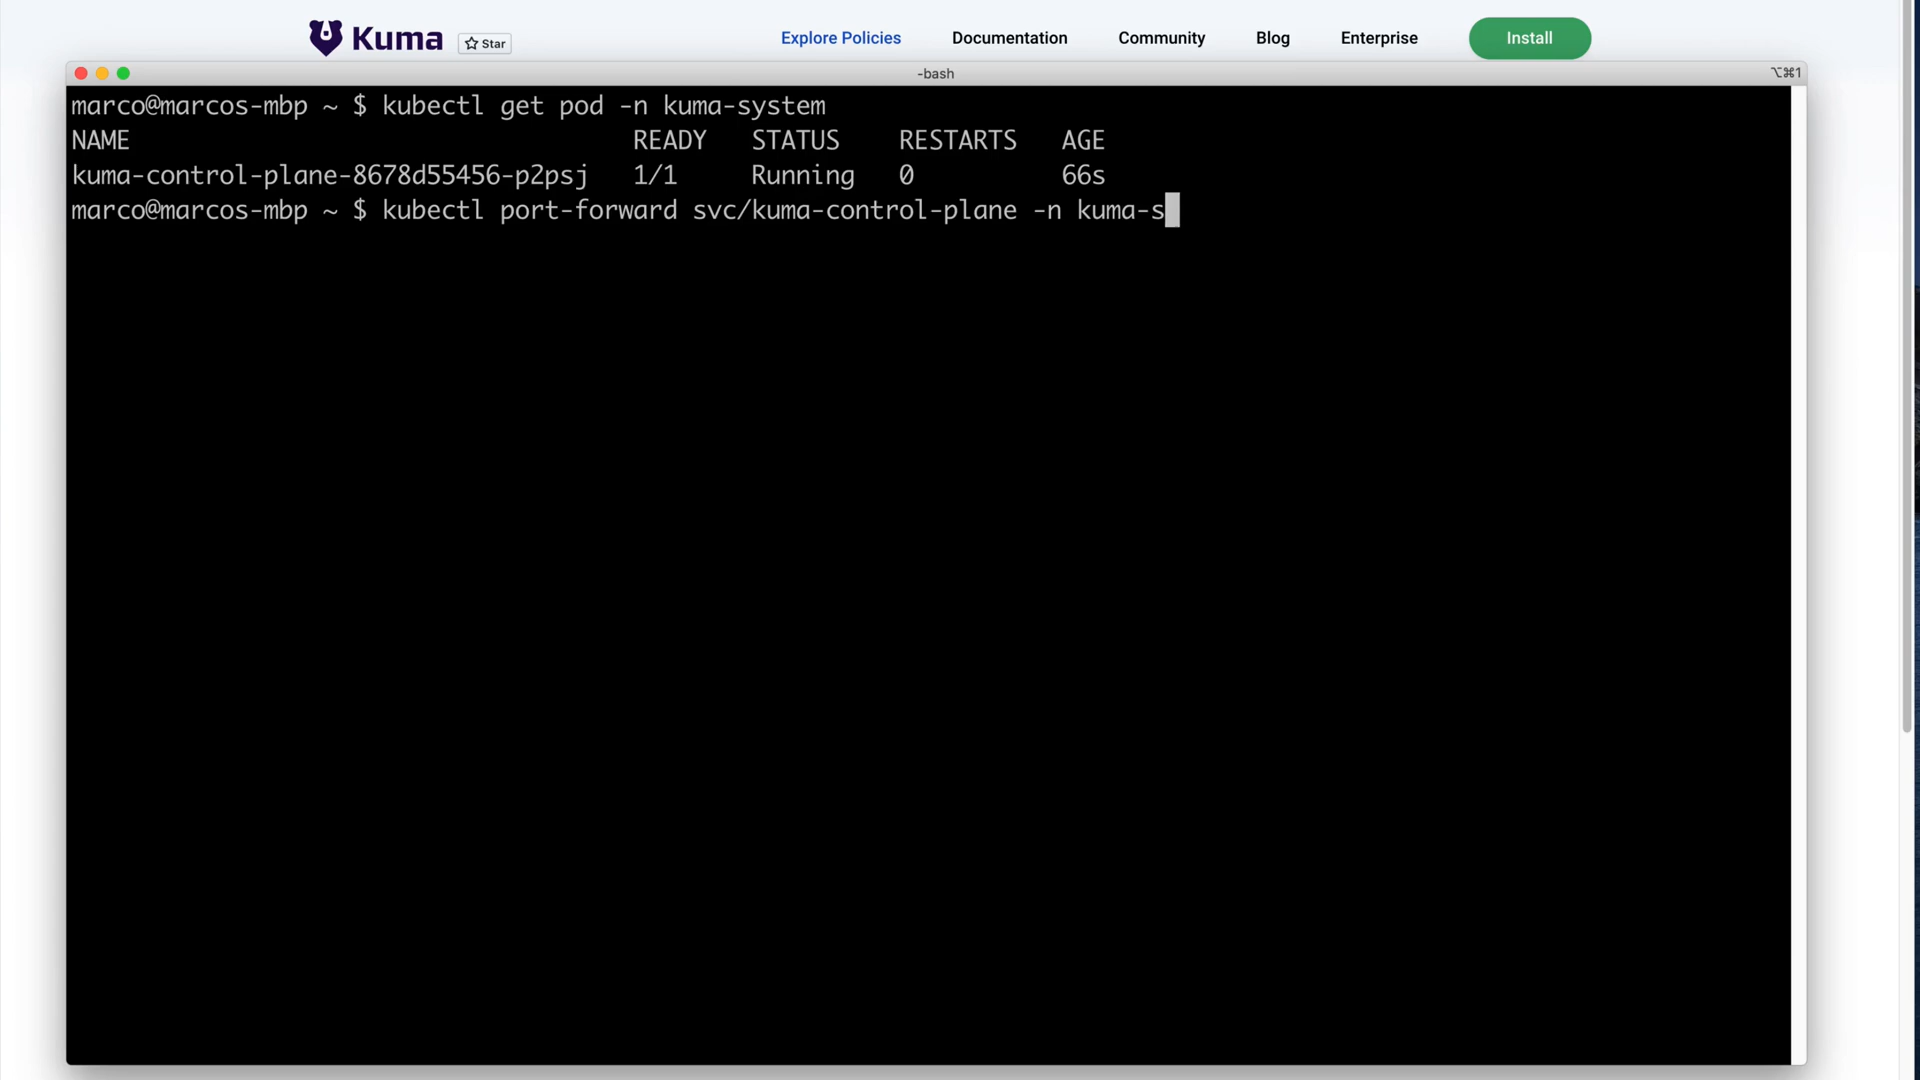 Kuma
Star
Explore Policies
Documentation
Community
Blog
Enterprise
Install
-bash
⌥⌘1
marco@marcos-mbp ~ $ kubectl get pod -n kuma-system
NAME READY STATUS RESTARTS AGE
kuma-control-plane-8678d55456-p2psj 1/1 Running 0 66s
marco@marcos-mbp ~ $ kubectl port-forward svc/kuma-control-plane -n kuma-s